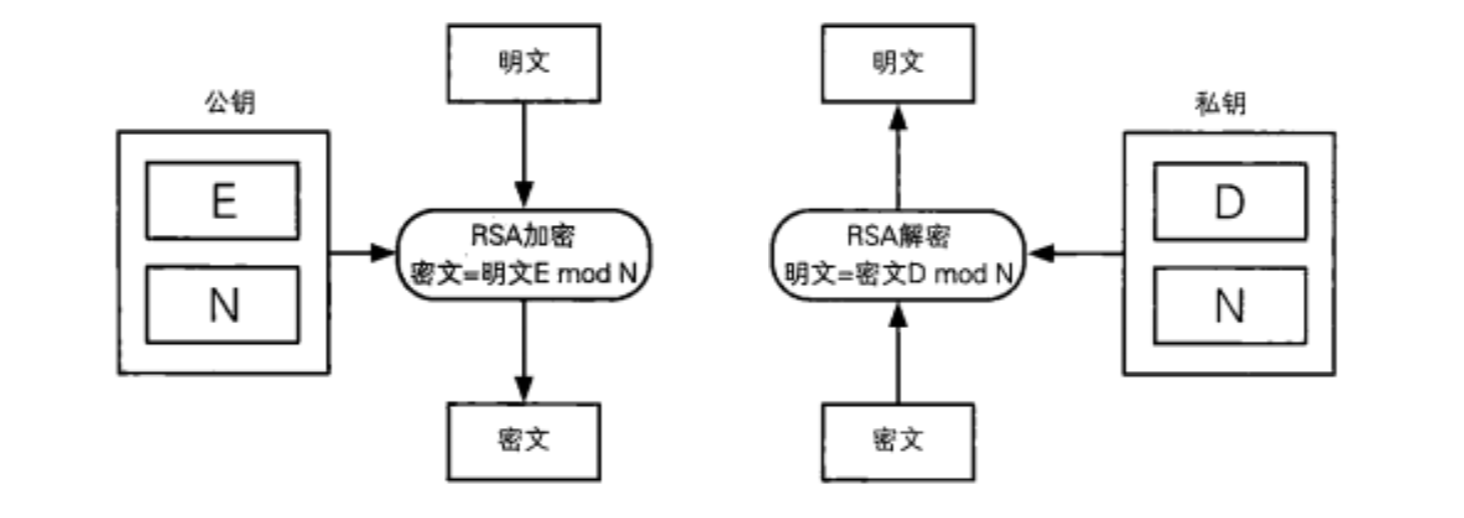 明文
公钥
E
N
RSA加密
密文=明文E mod N
密文
明文
私钥
D
N
RSA解密
明文=密文D mod N
密文